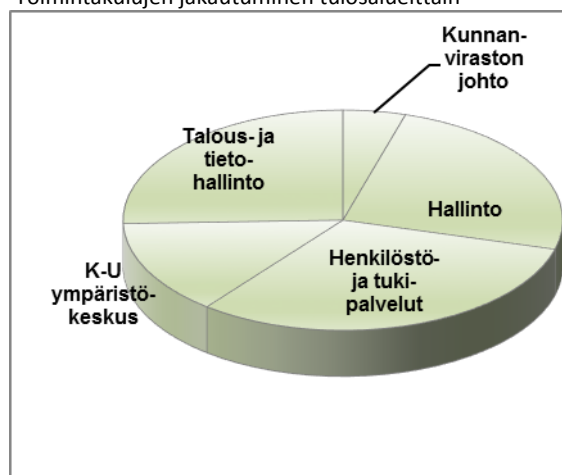 Toimintakulujen jakautuminen tulosalueittain
Kunnan-
viraston
johto
Talous- ja
tieto-
hallinto
Hallinto
Henkilöstö-
ja tuki-
palvelut
K-U
ympäristö-
keskus